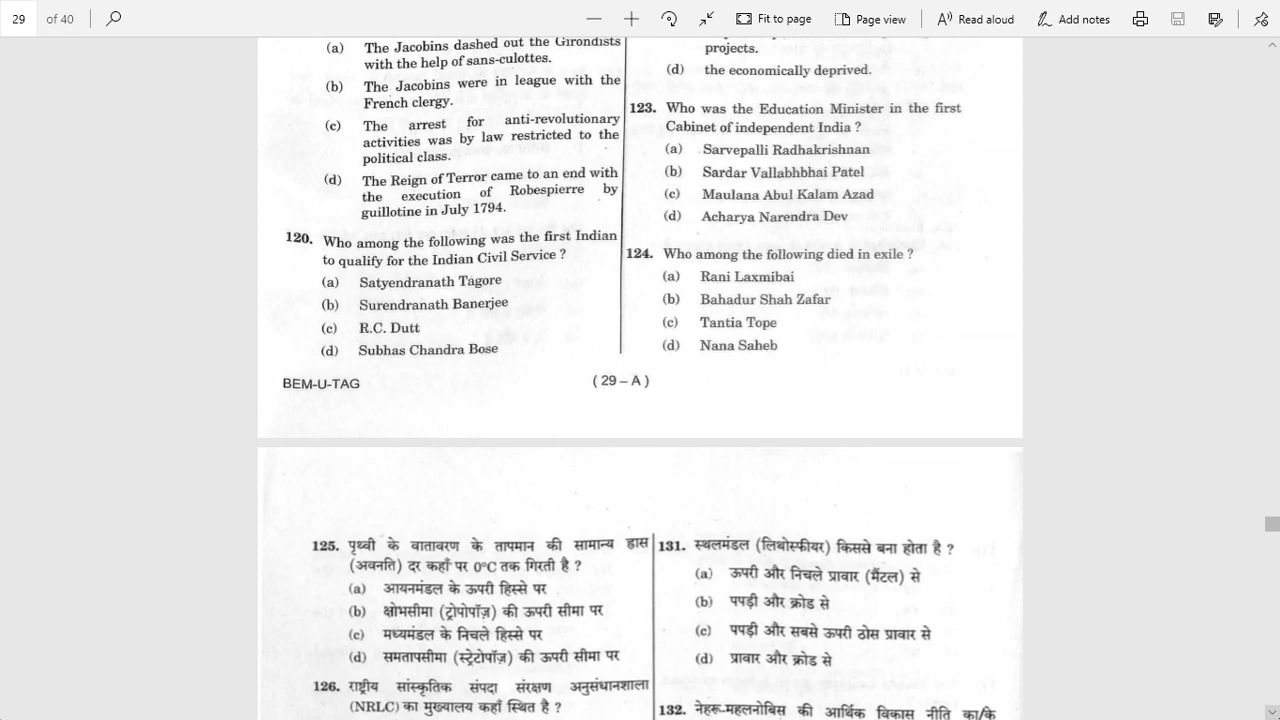 29 of 40
Fit to page
Page view
Read aloud
Add notes
(a) The Jacobins dashed out the Girondists
with the help of sans-culottes.
(b) The Jacobins were in league with the
French clergy.
(c) The arrest for anti-revolutionary
activities was by law restricted to the
political class.
(d) The Reign of Terror came to an end with
the execution of Robespierre by
guillotine in July 1794.
120. Who among the following was the first Indian
to qualify for the Indian Civil Service ?
(a) Satyendranath Tagore
(b) Surendranath Banerjee
(c) R.C. Dutt
(d) Subhas Chandra Bose
projects.
(d) the economically deprived.
123. Who was the Education Minister in the first
Cabinet of independent India ?
(a) Sarvepalli Radhakrishnan
(b) Sardar Vallabhbhai Patel
(c) Maulana Abul Kalam Azad
(d) Acharya Narendra Dev
124. Who among the following died in exile ?
(a) Rani Laxmibai
(b) Bahadur Shah Zafar
(c) Tantia Tope
(d) Nana Saheb
BEM-U-TAG
( 29 – A )
125. पृथ्वी के वातावरण के तापमान की सामान्य ह्रास
(अवनति) दर कहाँ पर 0°C तक गिरती है ?
(a) आयनमंडल के ऊपरी हिस्से पर
(b) क्षोभसीमा (ट्रोपोपॉज़) की ऊपरी सीमा पर
(c) मध्यमंडल के निचले हिस्से पर
(d) समतापसीमा (स्ट्रेटोपॉज़) की ऊपरी सीमा पर
126. राष्ट्रीय सांस्कृतिक संपदा संरक्षण अनुसंधानशाला
(NRLC) का मुख्यालय कहाँ स्थित है ?
131. स्थलमंडल (लिथोस्फीयर) किससे बना होता है ?
(a) ऊपरी और निचले प्रावार (मैंटल) से
(b) पपड़ी और क्रोड से
(c) पपड़ी और सबसे ऊपरी ठोस प्रावार से
(d) प्रावार और क्रोड से
132. नेहरू-महलनोबिस की आर्थिक विकास नीति का/के